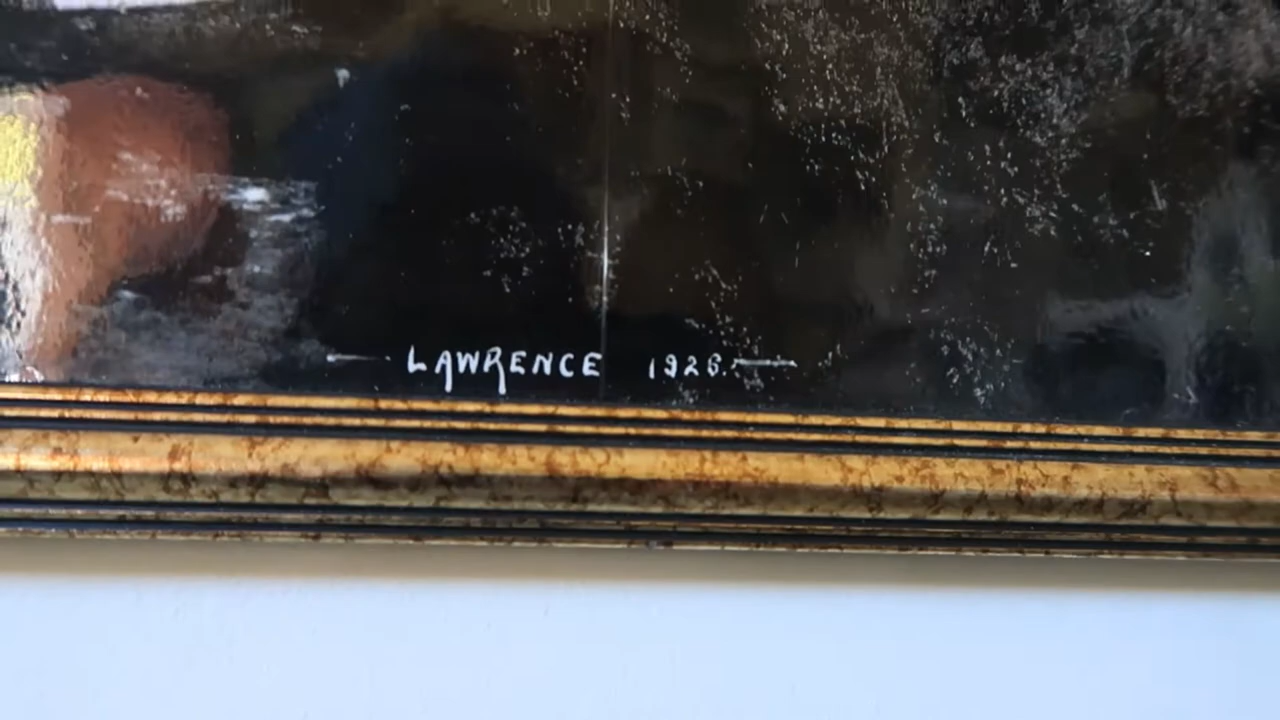 — LAWRENCE 1926. —